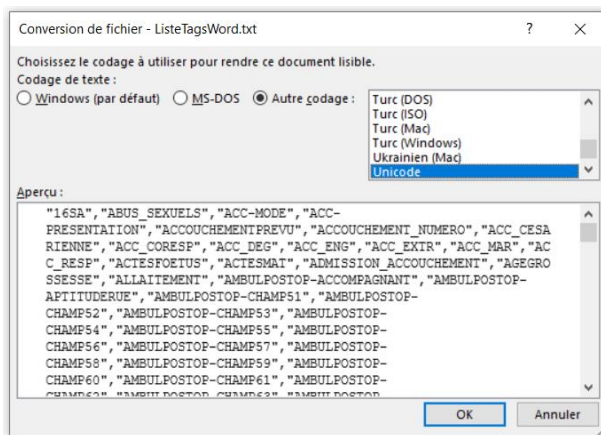 Conversion de fichier - ListeTagsWord.txt ? ×
Choisissez le codage à utiliser pour rendre ce document lisible.
Codage de texte :
Windows (par défaut) MS-DOS Autre codage :
Turc (DOS)
Turc (ISO)
Turc (Mac)
Turc (Windows)
Ukrainien (Mac)
Unicode
Aperçu :
"16SA","ABUS_SEXUELS","ACC-MODE","ACC-
PRESENTATION","ACCOUCHEMENTPREVU","ACCOUCHEMENT_NUMERO","ACC_CESA
RIENNE","ACC_CORESP","ACC_DEG","ACC_ENG","ACC_EXTR","ACC_MAR","AC
C_RESP","ACTESFOETUS","ACTESMAT","ADMISSION_ACCOUCHEMENT","AGEGRO
SSESSE","ALLAITEMENT","AMBULPOSTOP-ACCOMPAGNANT","AMBULPOSTOP-
APTITUDERUE","AMBULPOSTOP-CHAMP51","AMBULPOSTOP-
CHAMP52","AMBULPOSTOP-CHAMP53","AMBULPOSTOP-
CHAMP54","AMBULPOSTOP-CHAMP55","AMBULPOSTOP-
CHAMP56","AMBULPOSTOP-CHAMP57","AMBULPOSTOP-
CHAMP58","AMBULPOSTOP-CHAMP59","AMBULPOSTOP-
CHAMP60","AMBULPOSTOP-CHAMP61","AMBULPOSTOP-
CHAMP62","AMBULPOSTOP-CHAMP63","AMBULPOSTOP-
OK Annuler